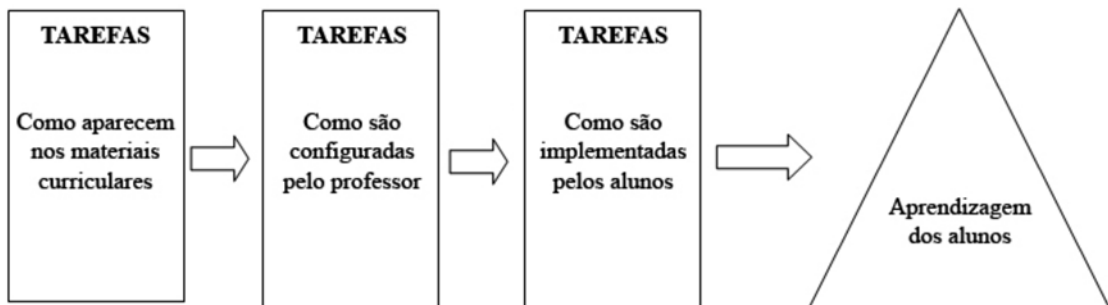 TAREFAS
Como aparecem
nos materiais
curriculares
TAREFAS
Como são
configuradas
pelo professor
TAREFAS
Como são
implementadas
pelos alunos
Aprendizagem
dos alunos